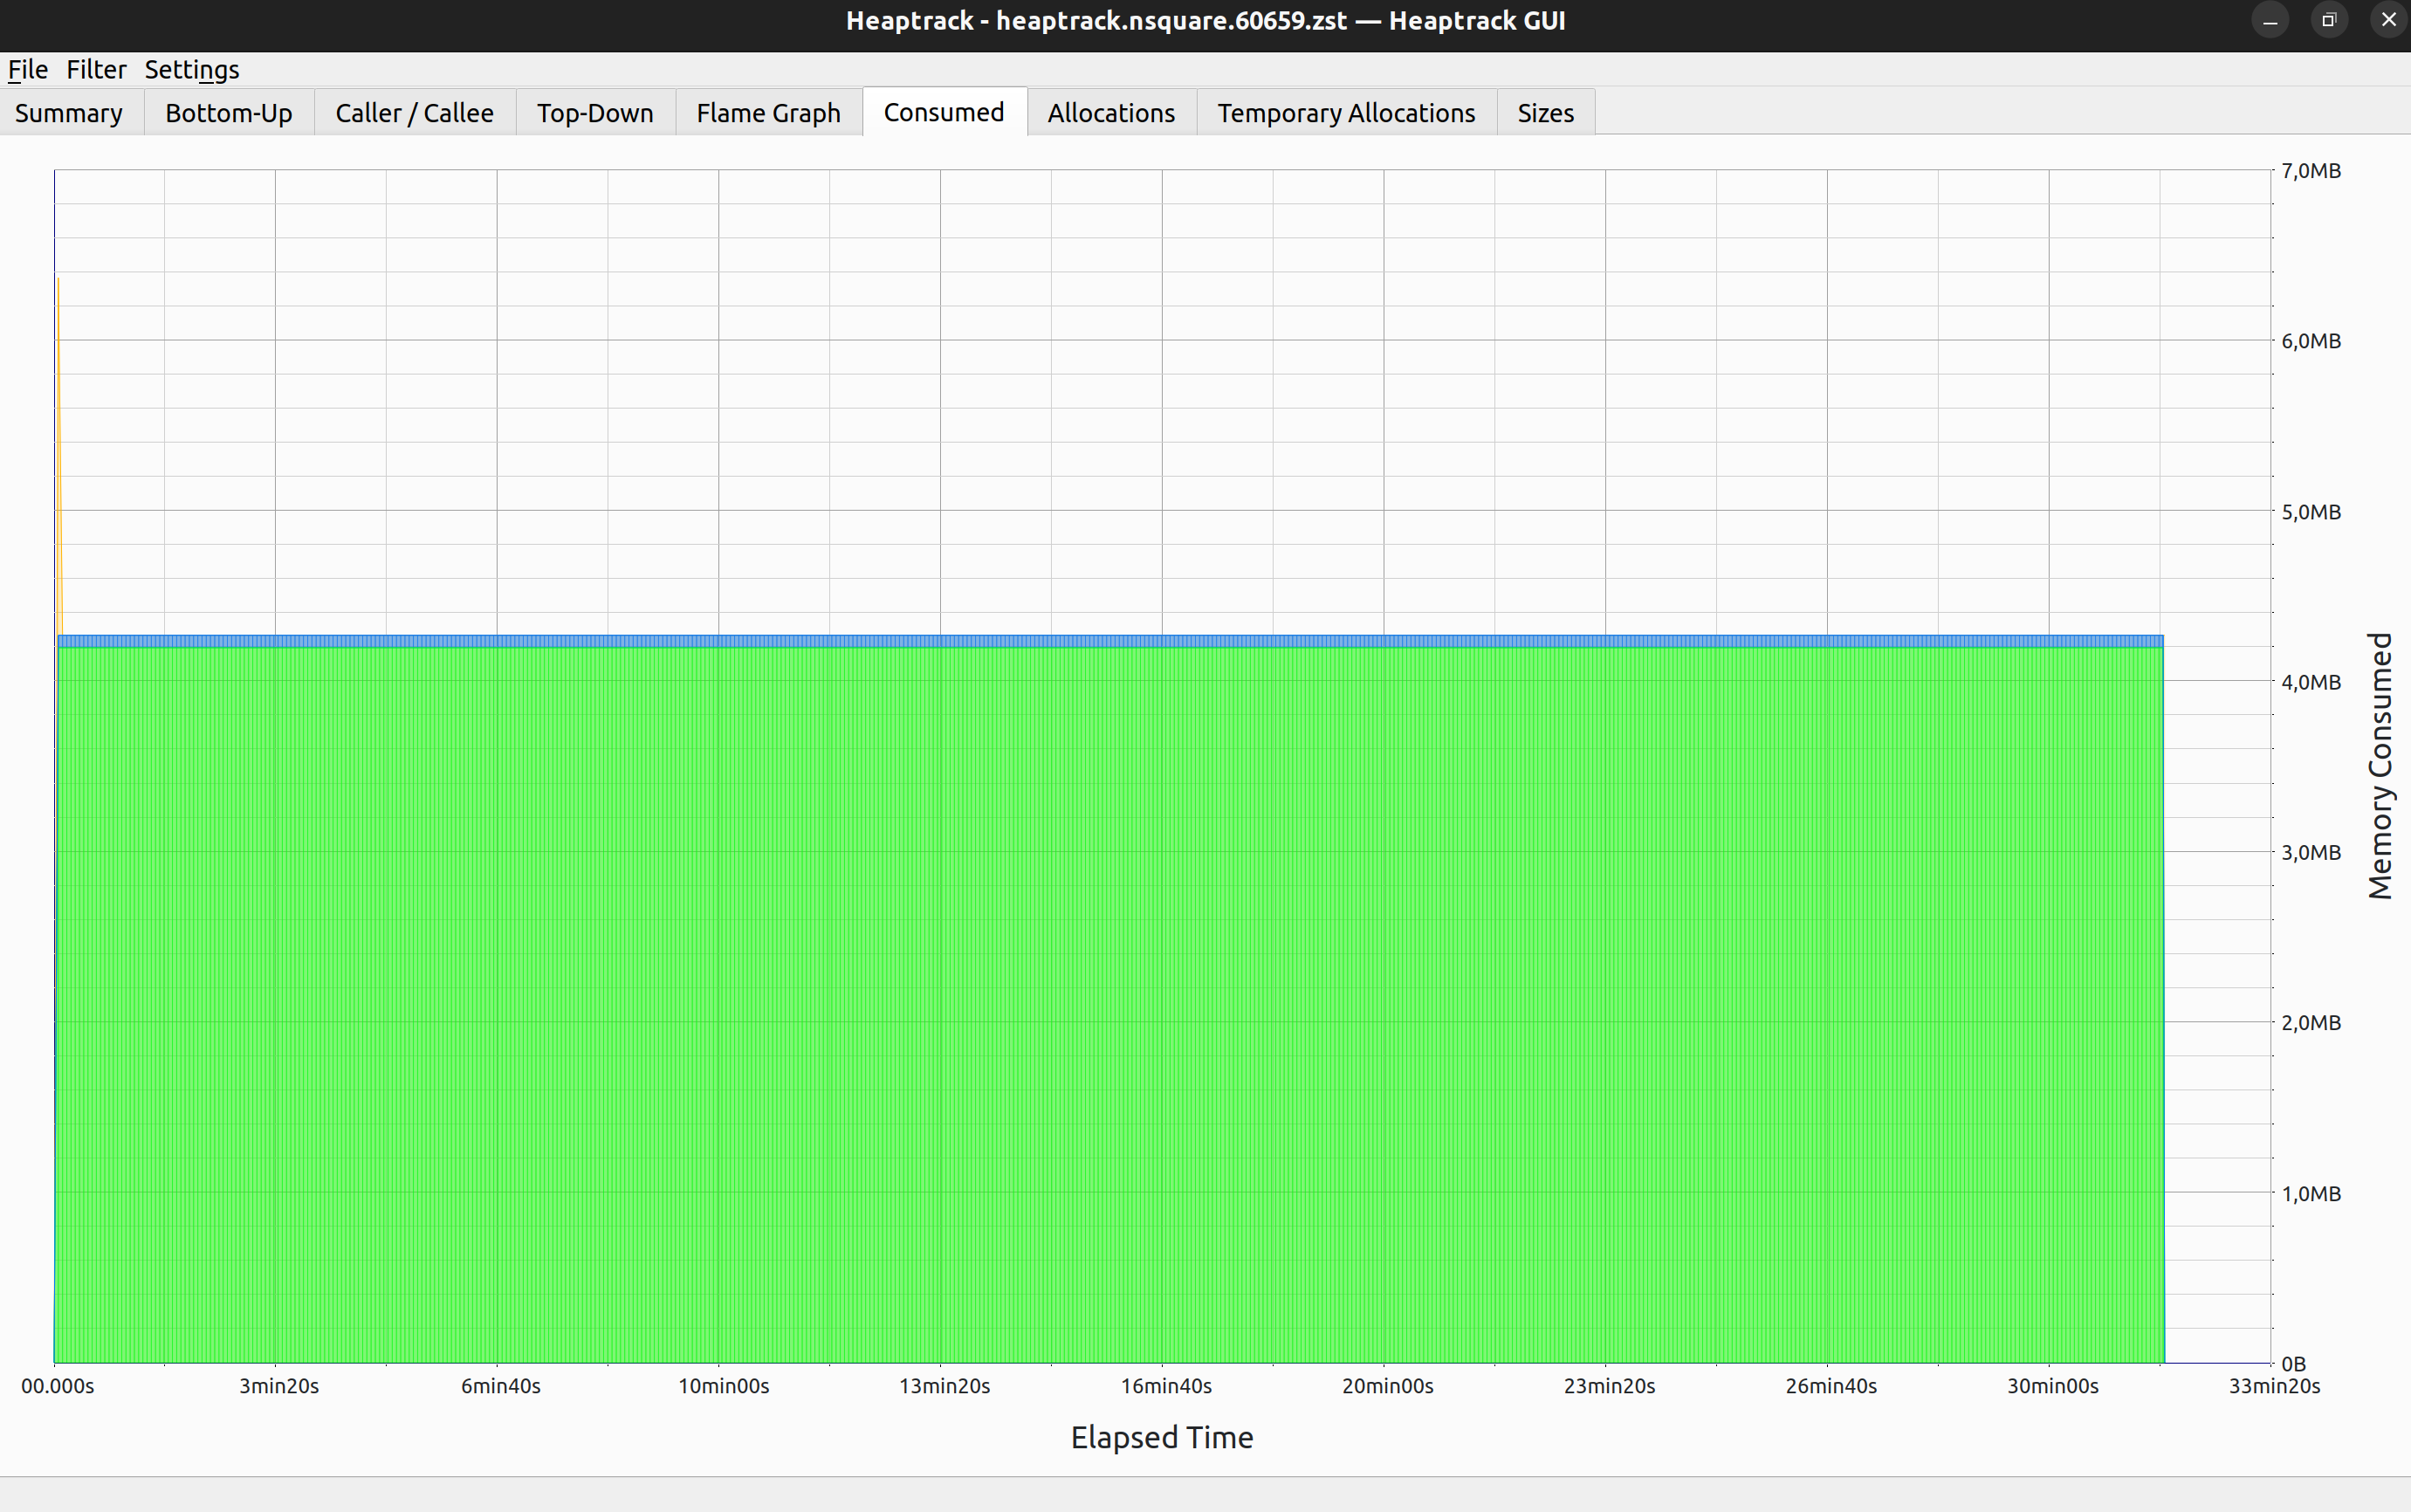 Heaptrack - heaptrack.nsquare.60659.zst — Heaptrack GUI
File Filter Settings
Summary Bottom-Up Caller / Callee Top-Down Flame Graph Consumed Allocations Temporary Allocations Sizes
7,0MB
6,0MB
5,0MB
4,0MB
3,0MB
2,0MB
1,0MB
0B
Memory Consumed
00.000s 3min20s 6min40s 10min00s 13min20s 16min40s 20min00s 23min20s 26min40s 30min00s 33min20s
Elapsed Time